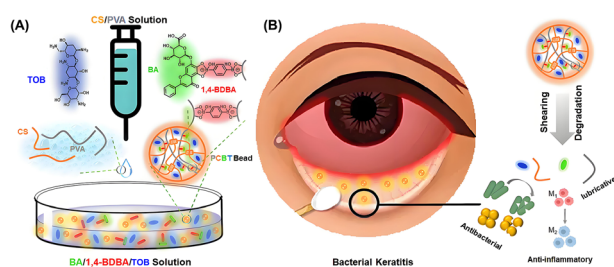 (A)
CS/PVA Solution
TOB
BA
1,4-BDBA
CS
PVA
PCBT Bead
BA/1,4-BDBA/TOB Solution
(B)
Bacterial Keratitis
Shearing
Degradation
lubricative
M1
M2
Antibacterial
Anti-inflammatory